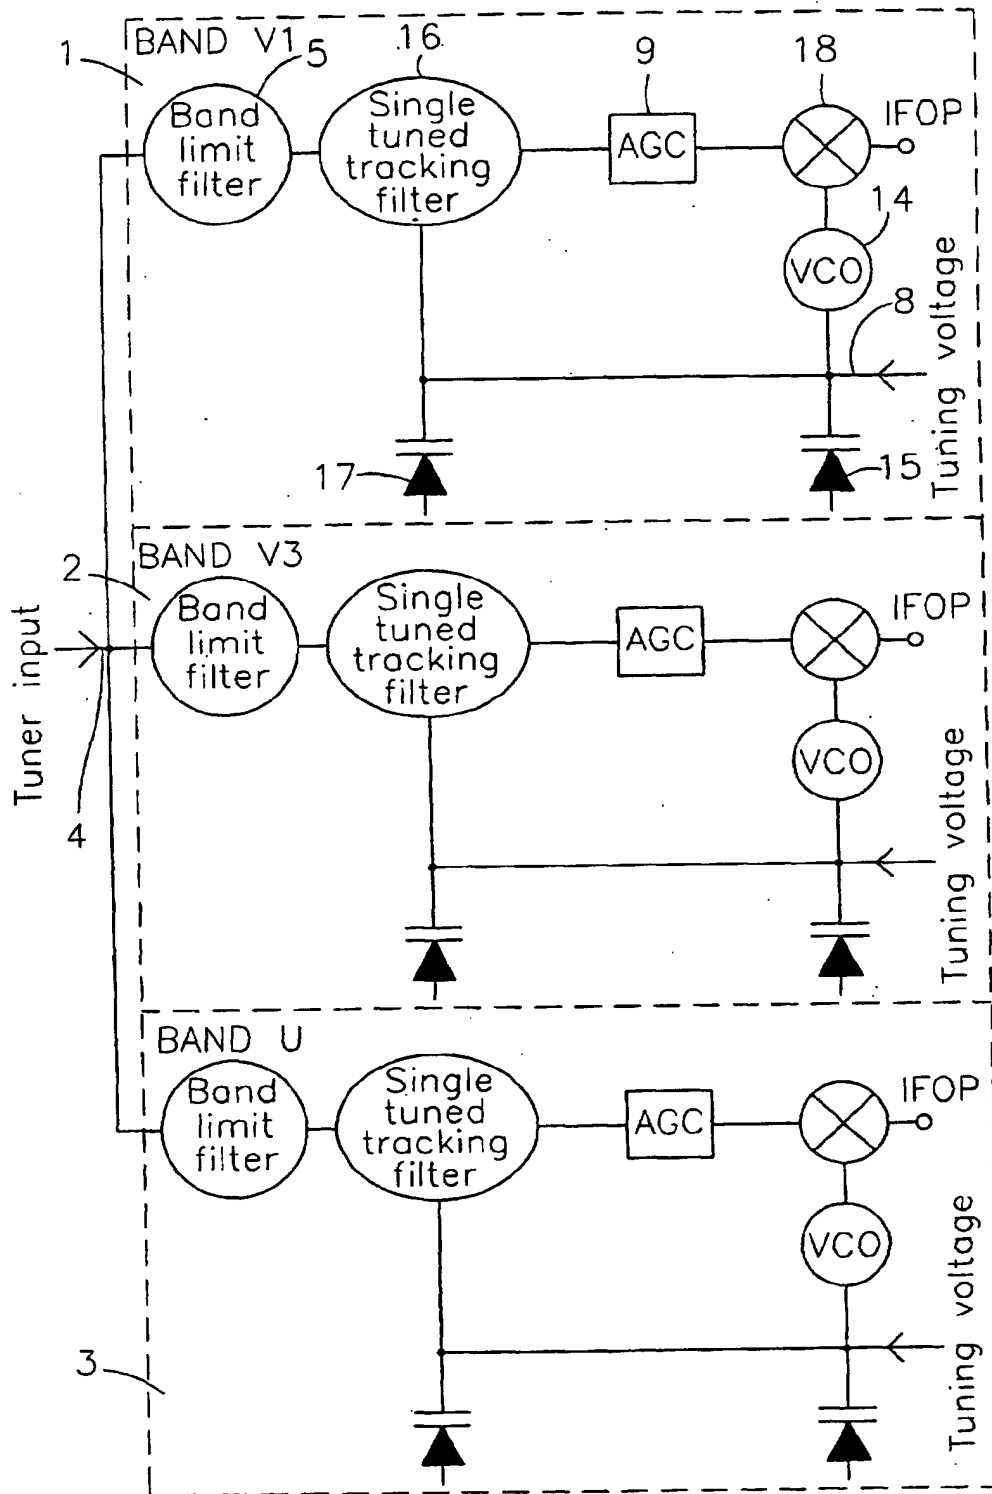 BAND V1
1
5
16
9
18
Band
limit
filter
Single
tuned
tracking
filter
AGC
IFOP
14
VCO
8
Tuning voltage
17
15
BAND V3
2
Band
limit
filter
Single
tuned
tracking
filter
AGC
IFOP
VCO
Tuning voltage
Tuner input
4
BAND U
Band
limit
filter
Single
tuned
tracking
filter
AGC
IFOP
VCO
Tuning voltage
3